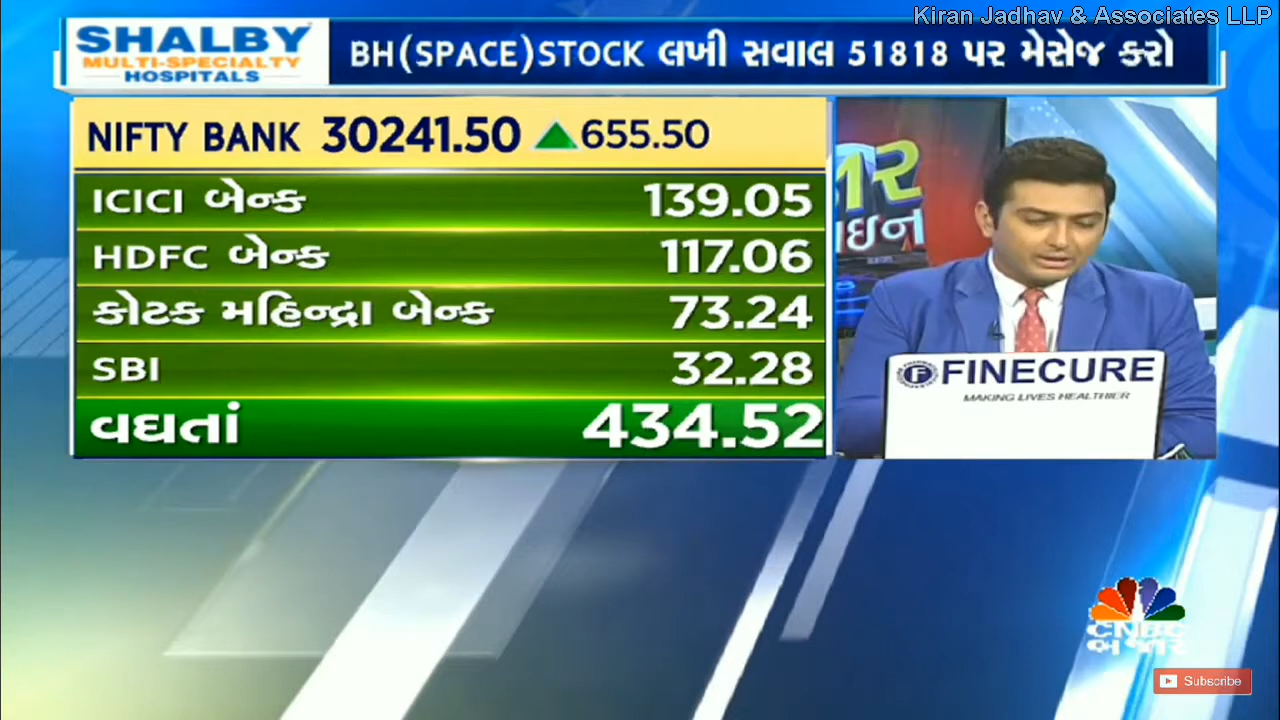 Kiran Jadhav & Associates LLP
SHALBY
MULTI-SPECIALTY
HOSPITALS
BH(SPACE)STOCK લખી સવાલ 51818 પર મેસેજ કરો
NIFTY BANK 30241.50 ▲655.50
ICICI બેન્ક 139.05
HDFC બેન્ક 117.06
કોટક મહિન્દ્રા બેન્ક 73.24
SBI 32.28
વધતાં 434.52
FINECURE
MAKING LIVES HEALTHIER
CNBC
બજાર
Subscribe